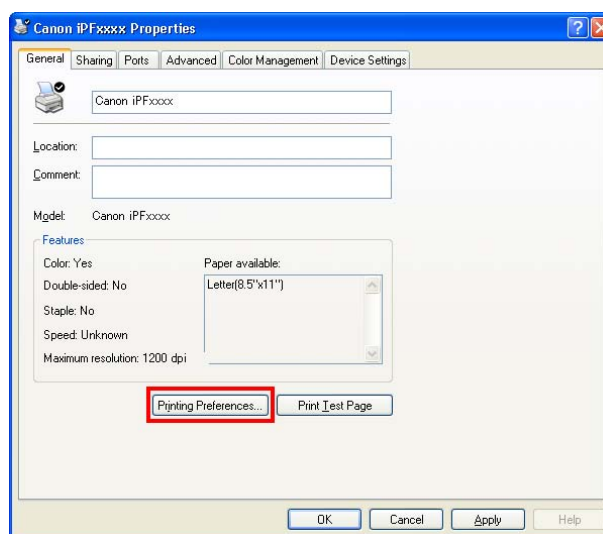 Canon iPFxxxx Properties
General Sharing Ports Advanced Color Management Device Settings
Canon iPFxxxx
Location:
Comment:
Model: Canon iPFxxxx
Features
Color: Yes
Paper available:
Double-sided: No
Letter(8.5"x11")
Staple: No
Speed: Unknown
Maximum resolution: 1200 dpi
Printing Preferences...
Print Test Page
OK
Cancel
Apply
Help